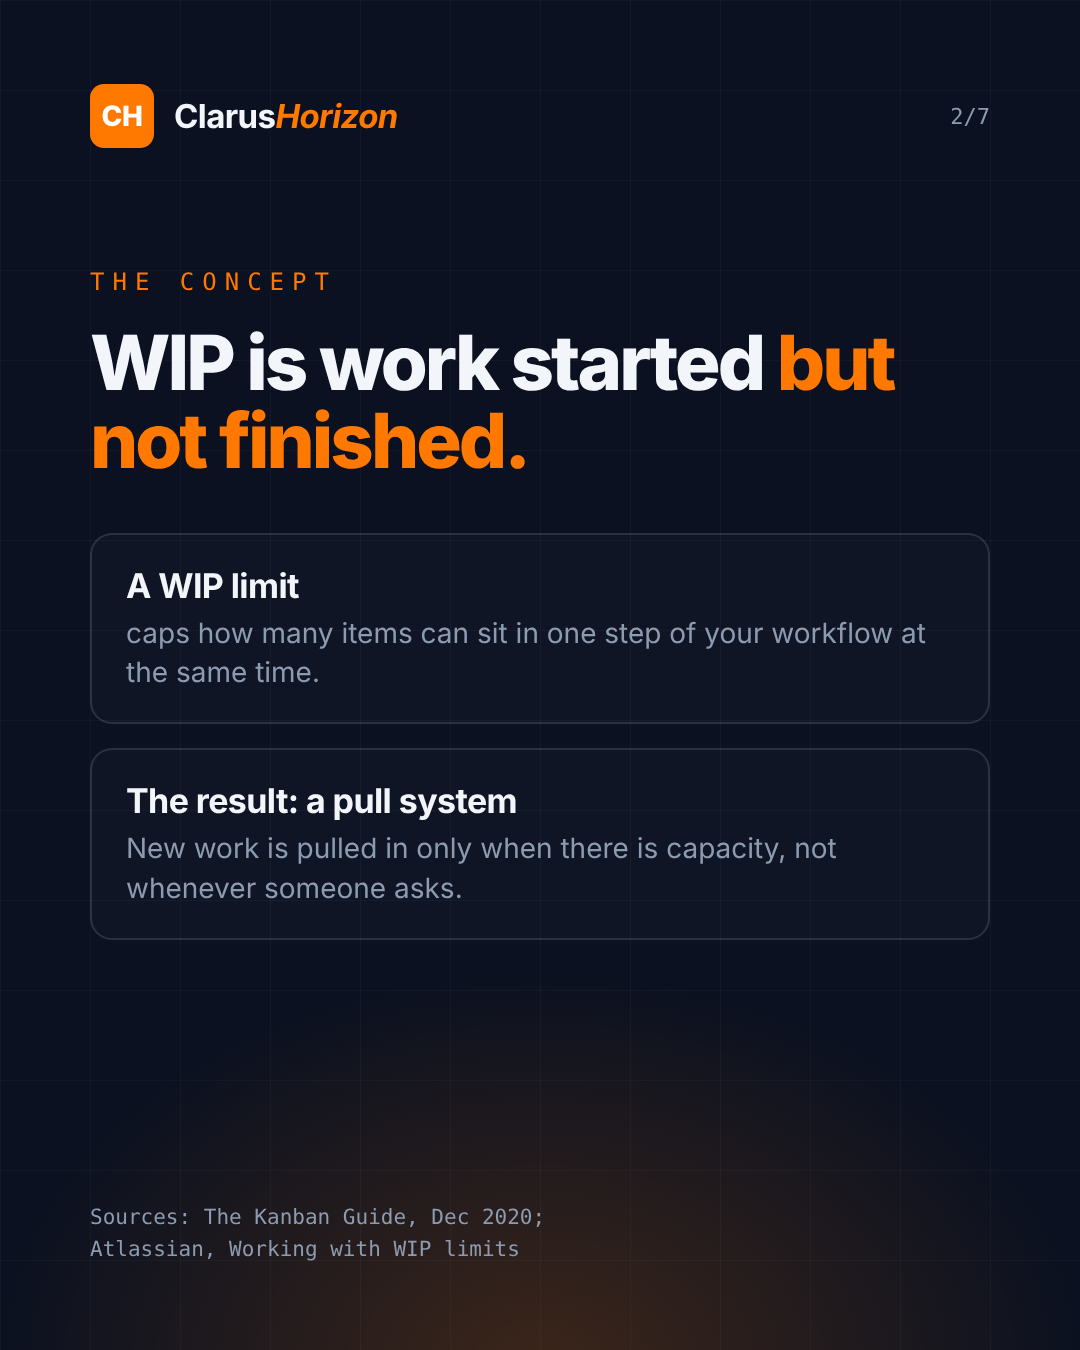 CH ClarusHorizon 2/7
THE CONCEPT
WIP is work started but
not finished.
A WIP limit
caps how many items can sit in one step of your workflow at
the same time.
The result: a pull system
New work is pulled in only when there is capacity, not
whenever someone asks.
Sources: The Kanban Guide, Dec 2020;
Atlassian, Working with WIP limits